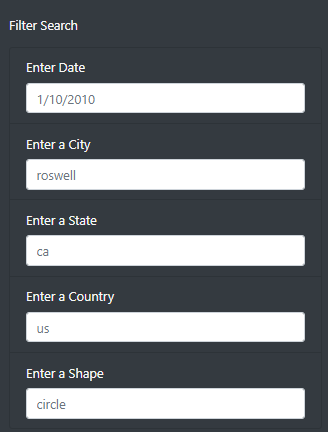 Filter Search
Enter Date
1/10/2010
Enter a City
roswell
Enter a State
ca
Enter a Country
us
Enter a Shape
circle